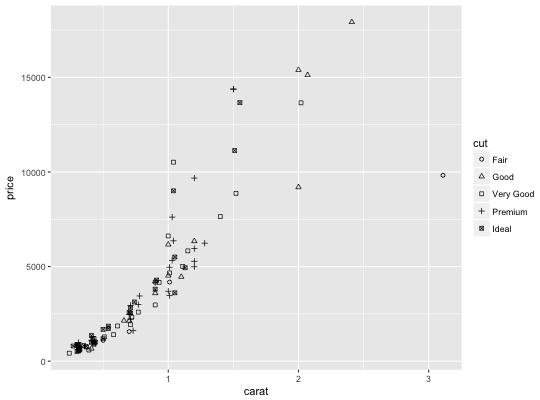 15000
10000
5000
0
price
1
2
3
carat
cut
Fair
Good
Very Good
Premium
Ideal